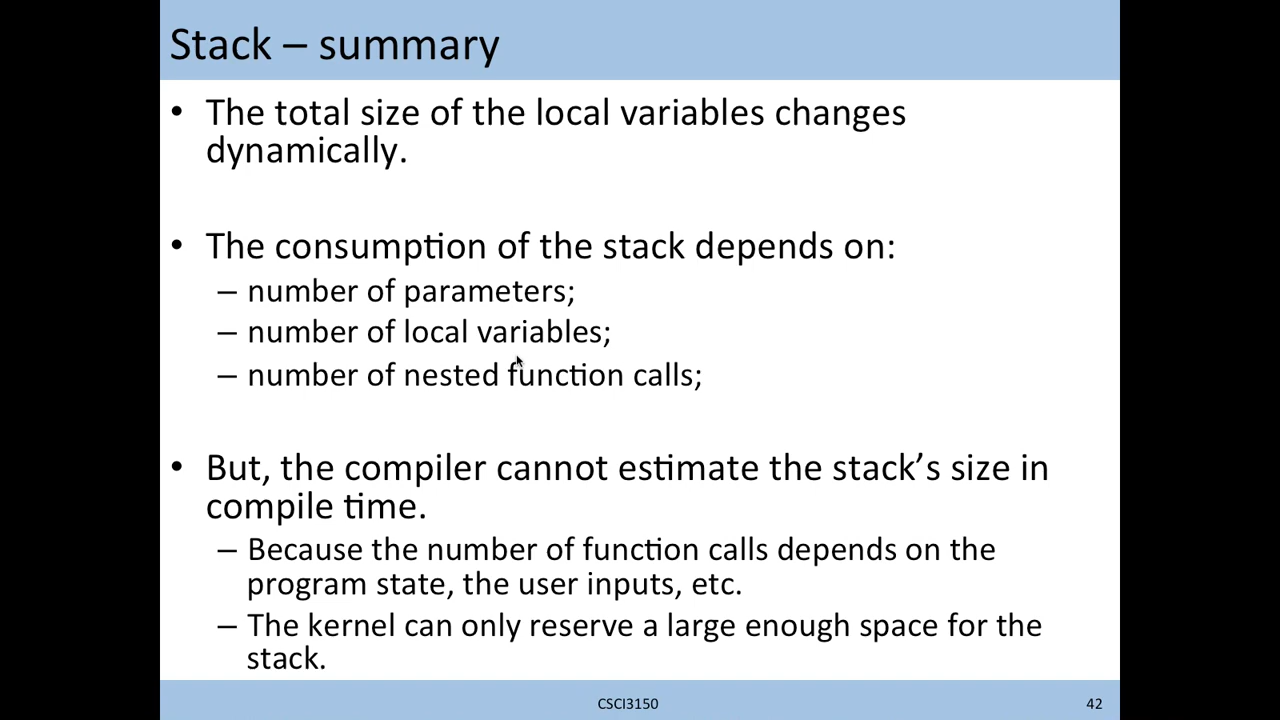 Stack – summary
• The total size of the local variables changes
dynamically.
• The consumption of the stack depends on:
– number of parameters;
– number of local variables;
– number of nested function calls;
• But, the compiler cannot estimate the stack’s size in
compile time.
– Because the number of function calls depends on the
program state, the user inputs, etc.
– The kernel can only reserve a large enough space for the
stack.
CSCI3150
42